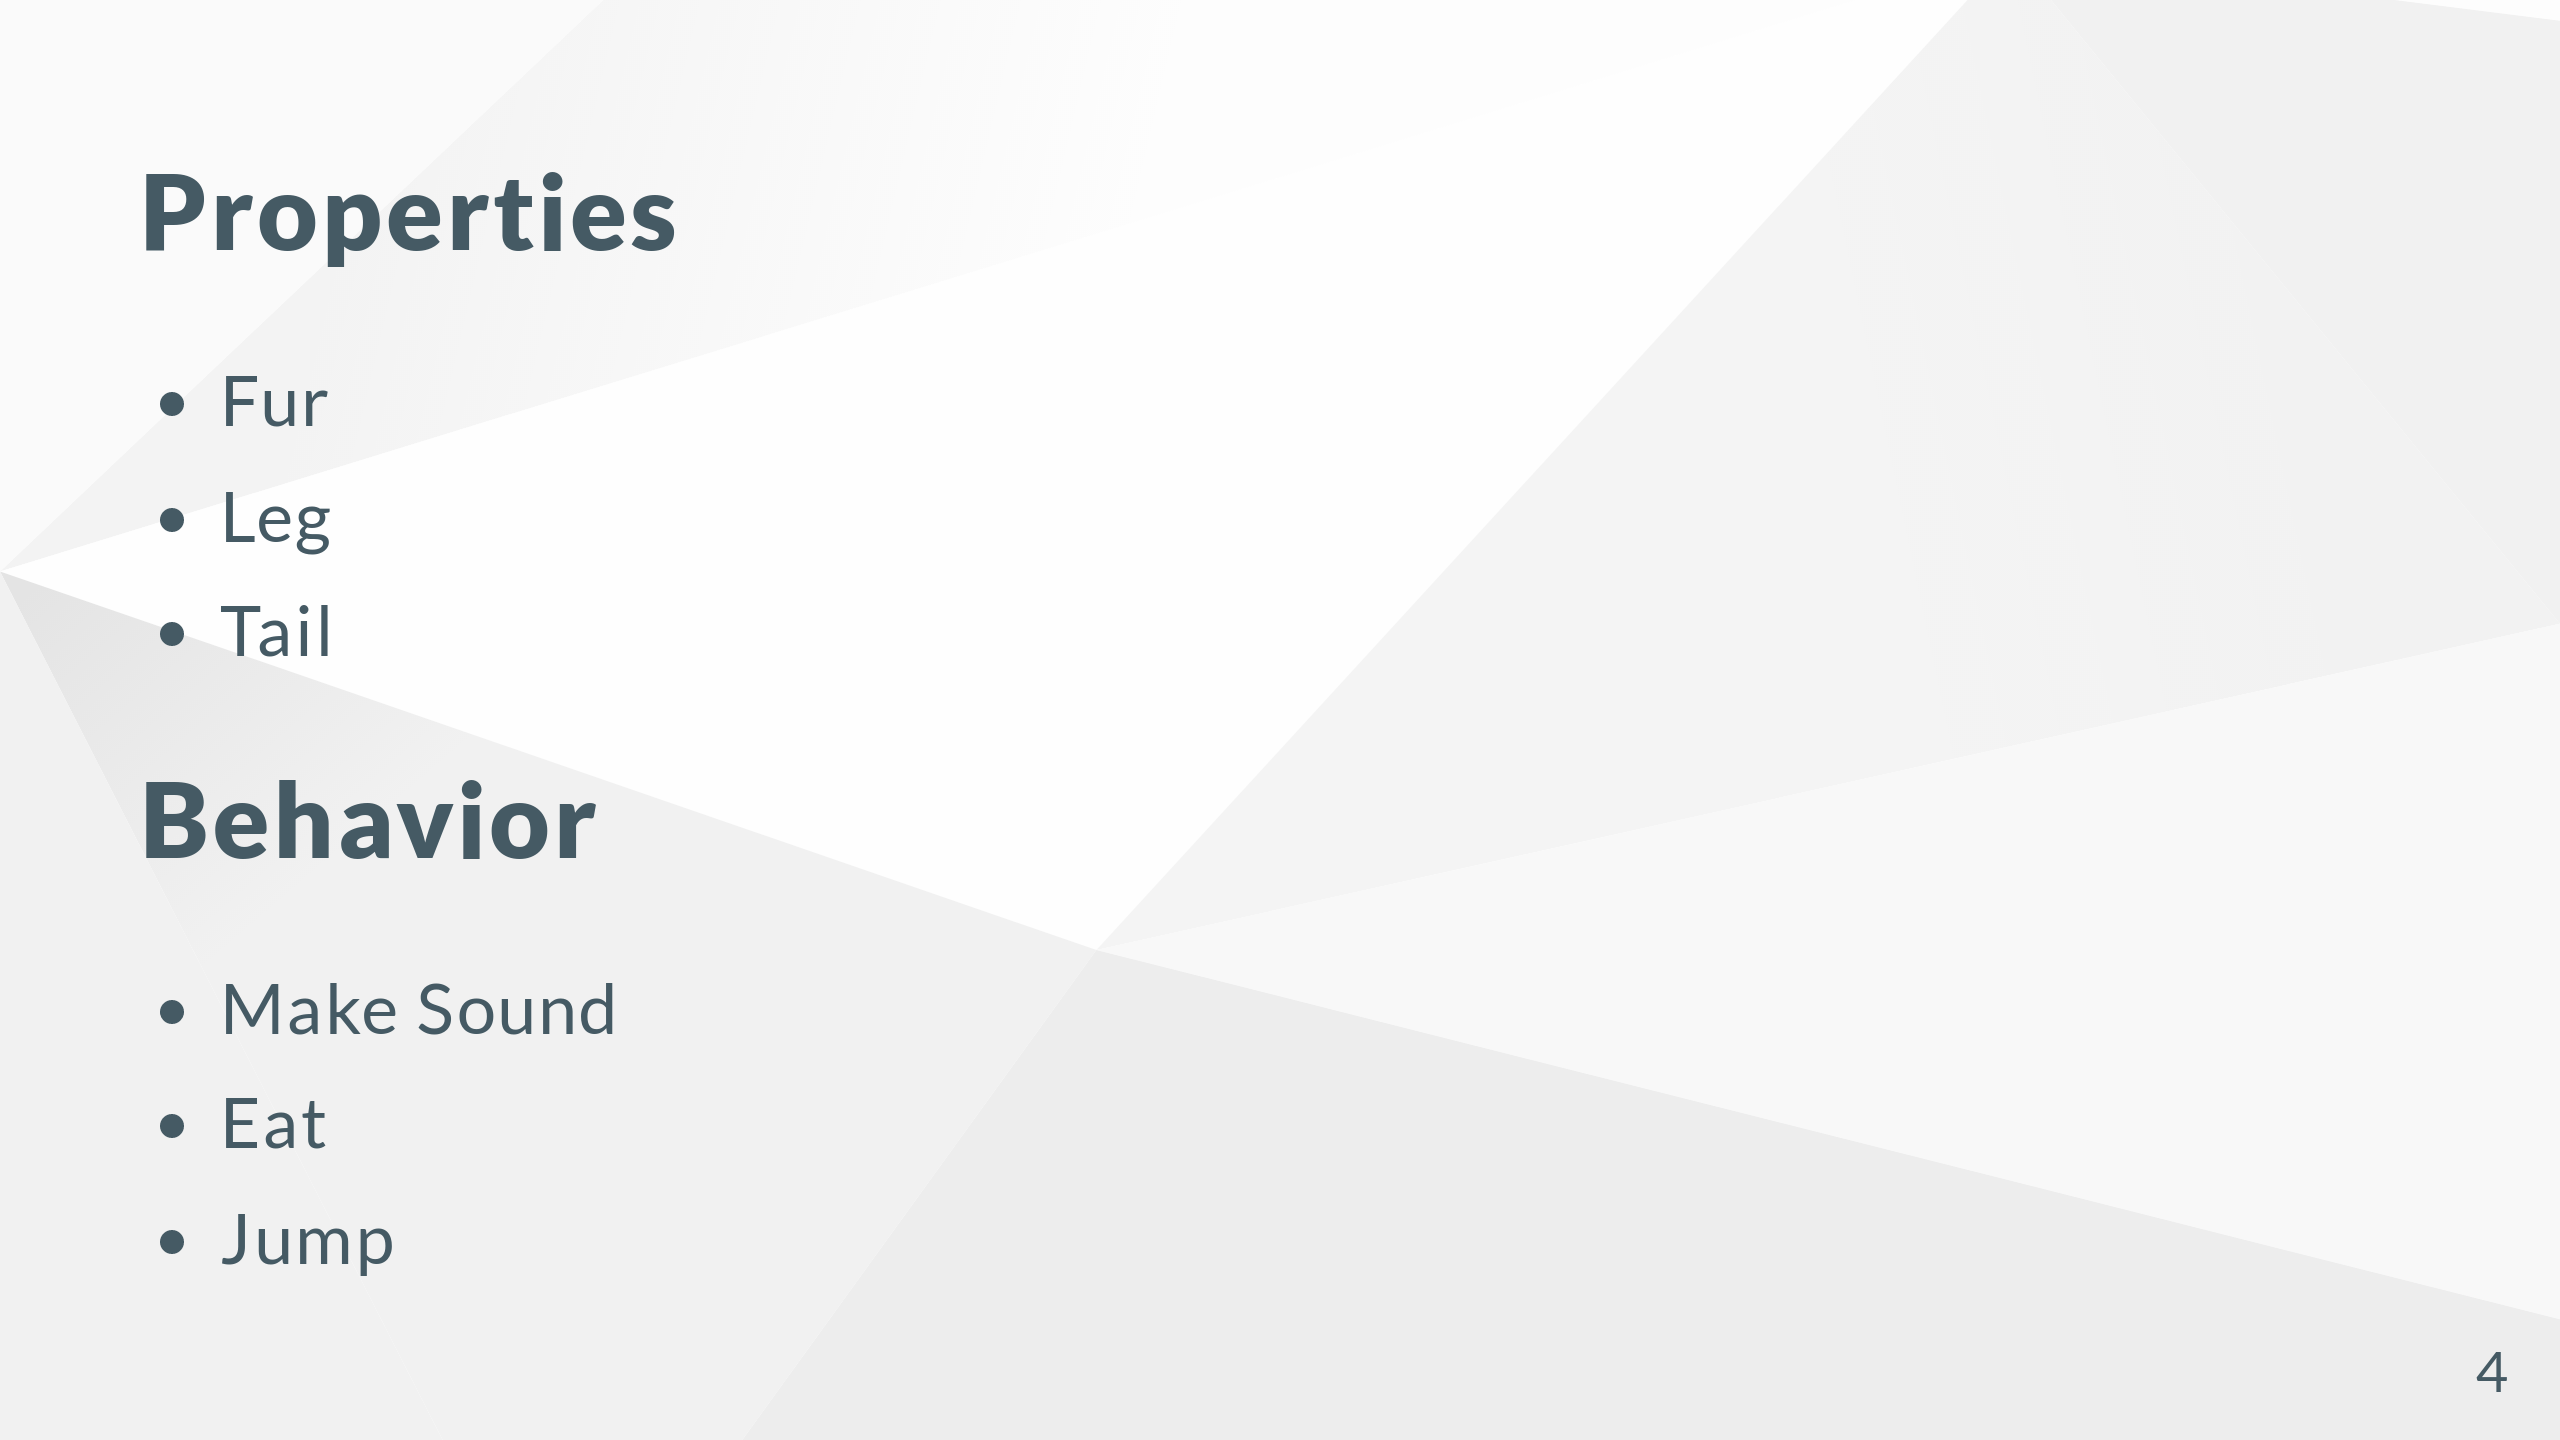 Properties
• Fur
• Leg
• Tail
Behavior
• Make Sound
• Eat
• Jump
4